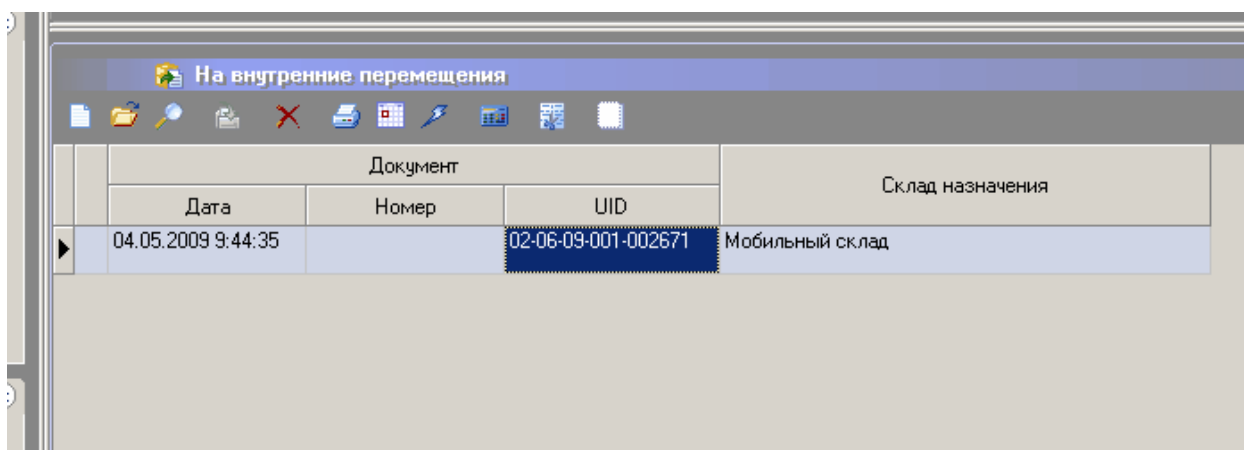 На внутренние перемещения
Документ
Склад назначения
Дата Номер UID
04.05.2009 9:44:35 02-06-09-001-002671 Мобильный склад